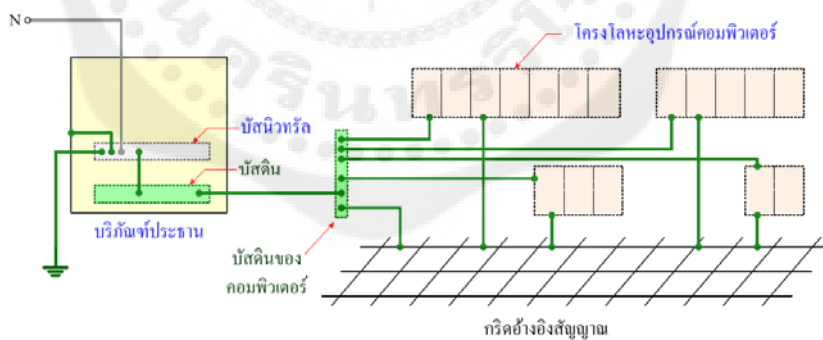 N
โครงโลหะอุปกรณ์คอมพิวเตอร์
บัสนิวทรัล
บัสดิน
บริภัณฑ์ประธาน
บัสดินของ
คอมพิวเตอร์
กริดอ้างอิงสัญญาณ